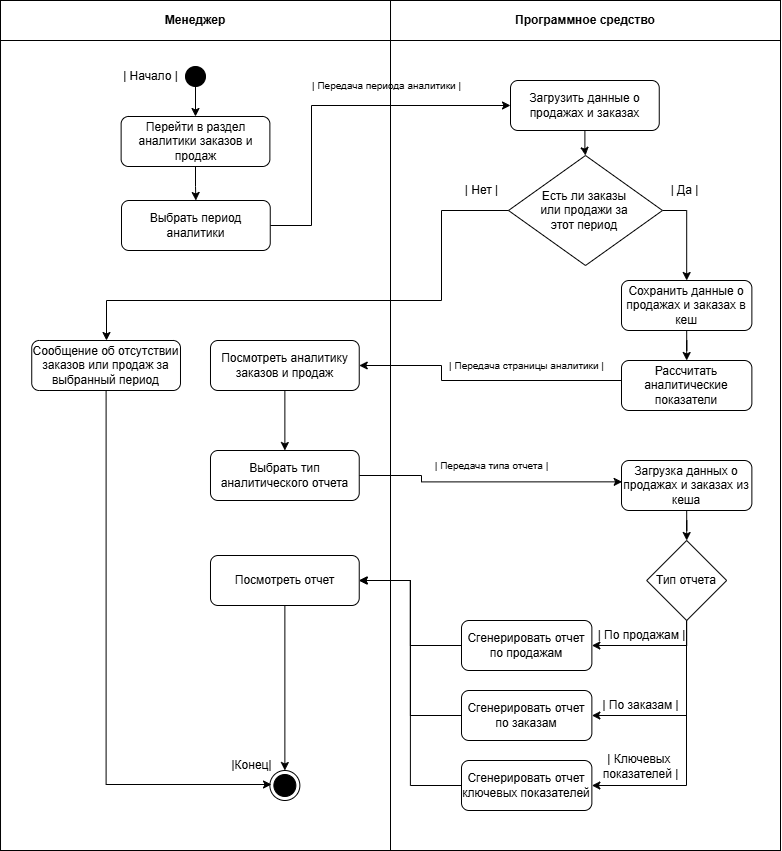 Менеджер
Программное средство
| Начало |
| Передача периода аналитики |
Загрузить данные о
продажах и заказах
Перейти в раздел
аналитики заказов и
продаж
| Нет |
Есть ли заказы
или продажи за
этот период
| Да |
Выбрать период
аналитики
Сохранить данные о
продажах и заказах в
кеш
Сообщение об отсутствии
заказов или продаж за
выбранный период
Посмотреть аналитику
заказов и продаж
| Передача страницы аналитики |
Рассчитать
аналитические
показатели
Выбрать тип
аналитического отчета
| Передача типа отчета |
Загрузка данных о
продажах и заказах из
кеша
Посмотреть отчет
Тип отчета
Сгенерировать отчет
по продажам
| По продажам |
Сгенерировать отчет
по заказам
| По заказам |
|Конец|
Сгенерировать отчет
ключевых показателей
| Ключевых
показателей |